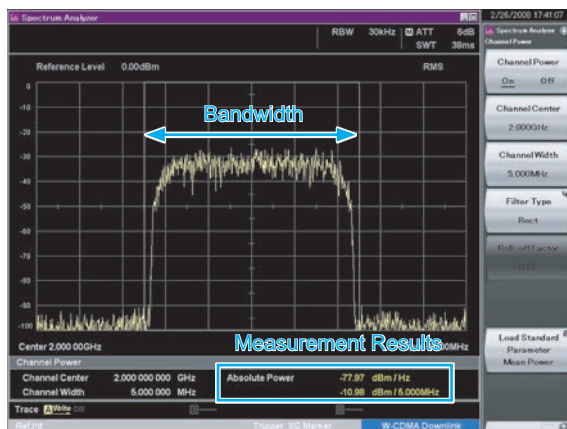 Spectrum Analyzer
2/26/2008 17:41:07
RBW 30kHz ATT 6dB
SWT 38ms
Reference Level 0.00dBm RMS
Spectrum Analyzer
Channel Power
Channel Power
On Off
Channel Center
2.000GHz
Channel Width
5.000MHz
Filter Type
Rect
Roll-off Factor
0.22
Load Standard
Parameter
Mean Power
0
-10
-20
-30
-40
-50
-60
-70
-80
-90
-100
Bandwidth
Measurement Results
Center 2.000 00GHz
Channel Power
Channel Center 2.000 000 000 GHz Absolute Power -77.97 dBm/Hz
Channel Width 5.000 000 MHz -10.98 dBm/5.000MHz
Trace A Write
Ref.Int Trigger SG Marker W-CDMA Downlink